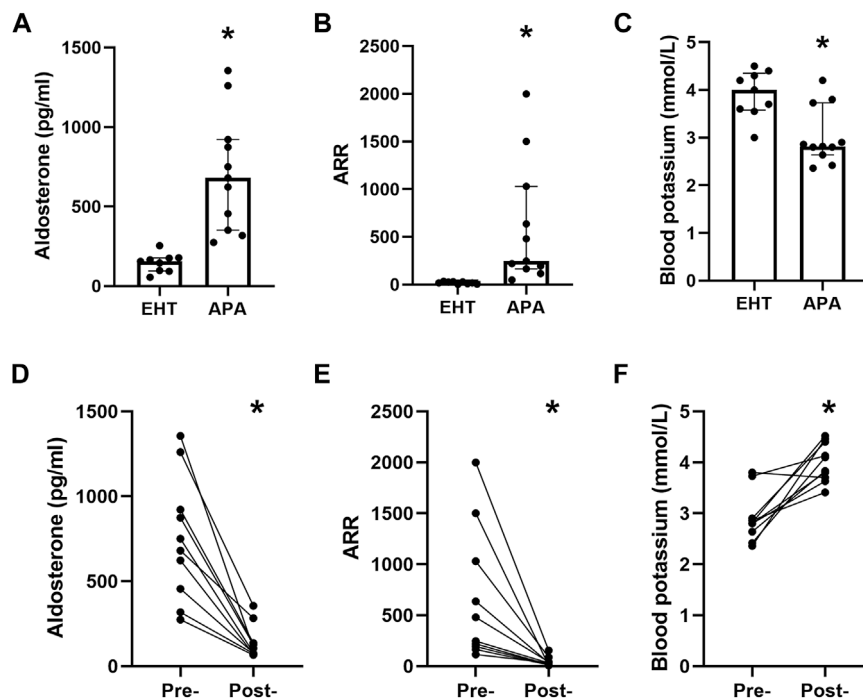 A
Aldosterone (pg/ml)
1500
1000
500
0
EHT APA
*
B
ARR
2500
2000
1500
1000
500
0
EHT APA
*
C
Blood potassium (mmol/L)
5
4
3
2
1
0
EHT APA
*
D
Aldosterone (pg/ml)
1500
1000
500
0
Pre- Post-
*
E
ARR
2500
2000
1500
1000
500
0
Pre- Post-
*
F
Blood potassium (mmol/L)
5
4
3
2
1
0
Pre- Post-
*